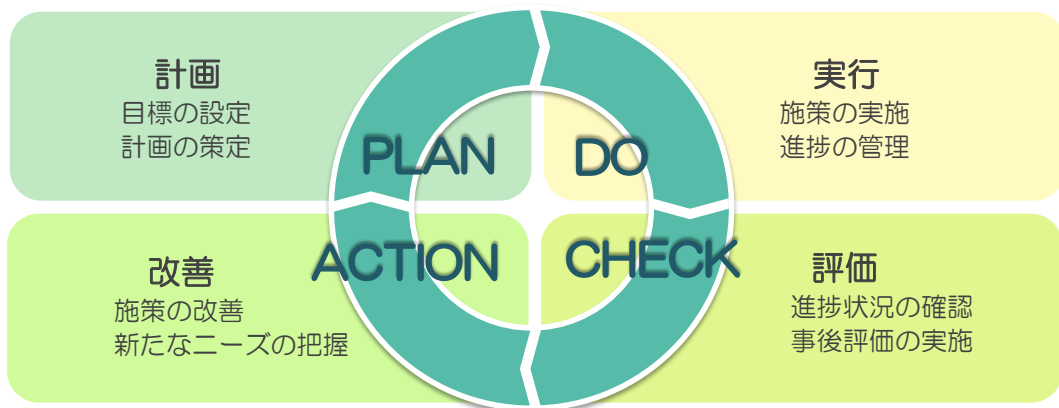 計画
目標の設定
計画の策定
PLAN
実行
施策の実施
進捗の管理
DO
評価
進捗状況の確認
事後評価の実施
CHECK
改善
施策の改善
新たなニーズの把握
ACTION